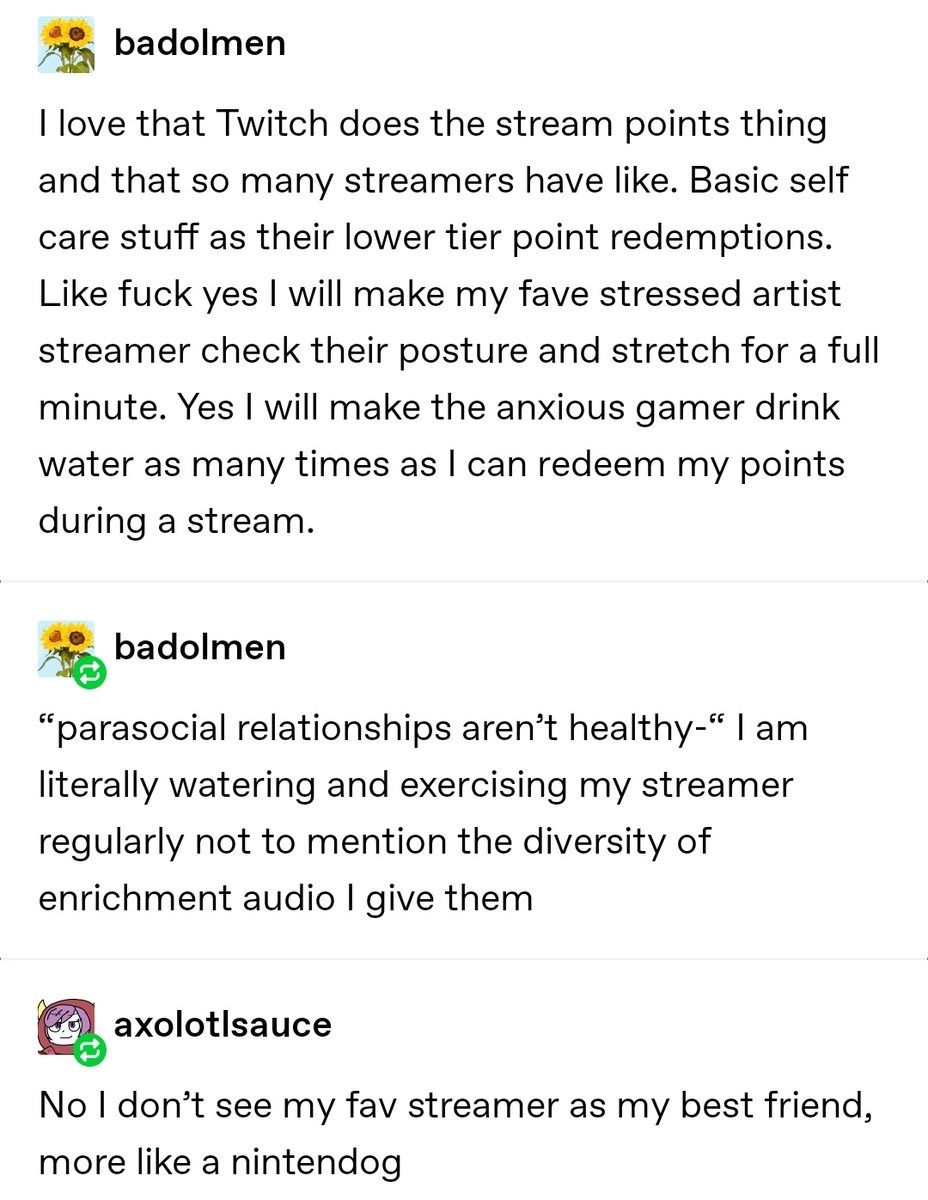 badolmen
I love that Twitch does the stream points thing
and that so many streamers have like. Basic self
care stuff as their lower tier point redemptions.
Like fuck yes I will make my fave stressed artist
streamer check their posture and stretch for a full
minute. Yes I will make the anxious gamer drink
water as many times as I can redeem my points
during a stream.
badolmen
“parasocial relationships aren’t healthy-“ I am
literally watering and exercising my streamer
regularly not to mention the diversity of
enrichment audio I give them
axolotlsauce
No I don’t see my fav streamer as my best friend,
more like a nintendog